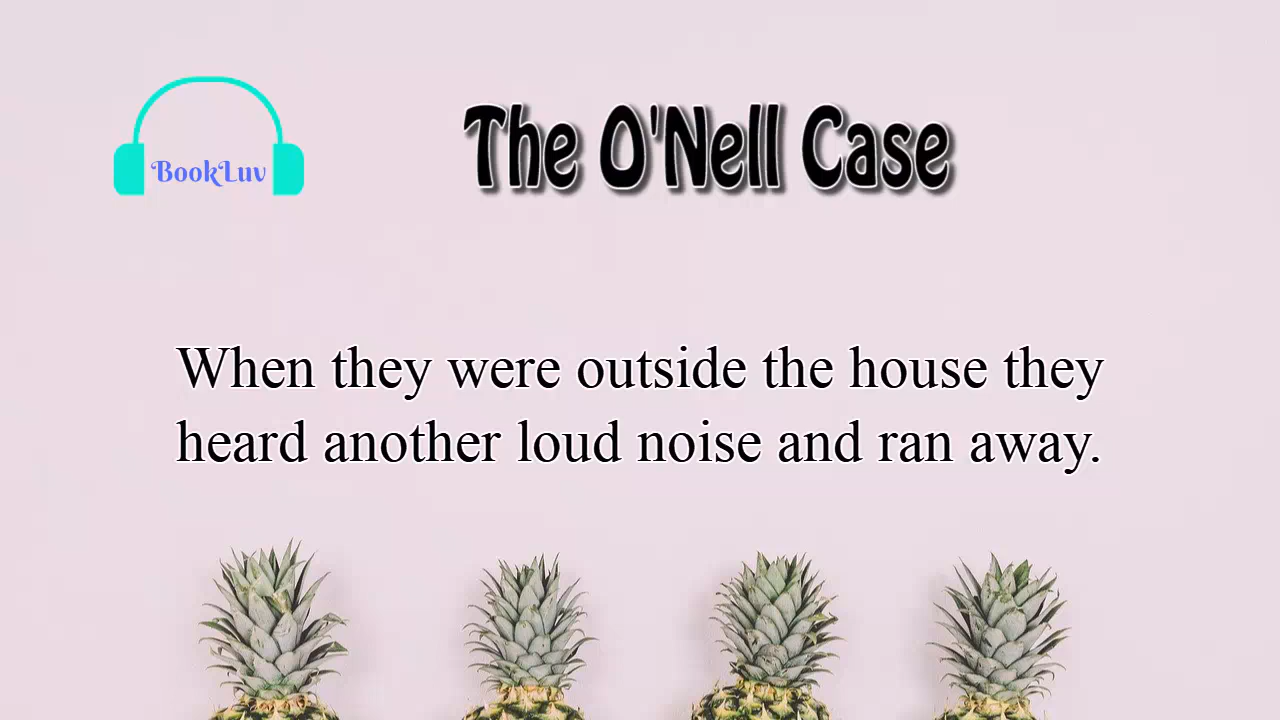 BookLuv
The O'Nell Case
When they were outside the house they
heard another loud noise and ran away.